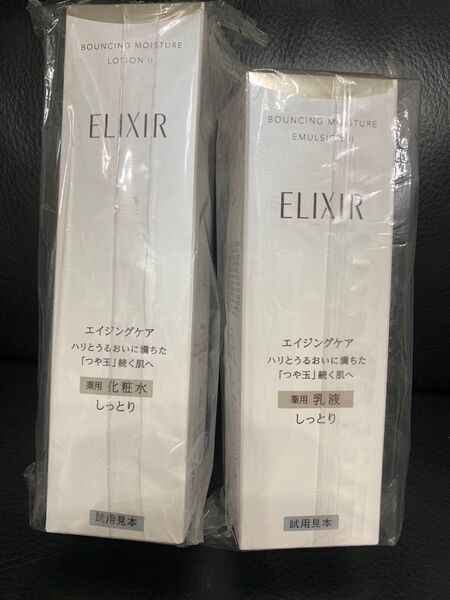 BOUNCING MOISTURE
LOTION II
ELIXIR
エイジングケア
ハリとうるおいに満ちた
「つや玉」続く肌へ
薬用 化粧水
しっとり
試用見本
BOUNCING MOISTURE
EMULSION II
ELIXIR
エイジングケア
ハリとうるおいに満ちた
「つや玉」続く肌へ
薬用 乳液
しっとり
試用見本